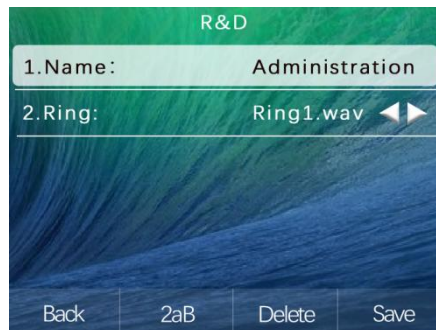 R&D
1.Name: Administration
2.Ring: Ring1.wav
Back 2aB Delete Save